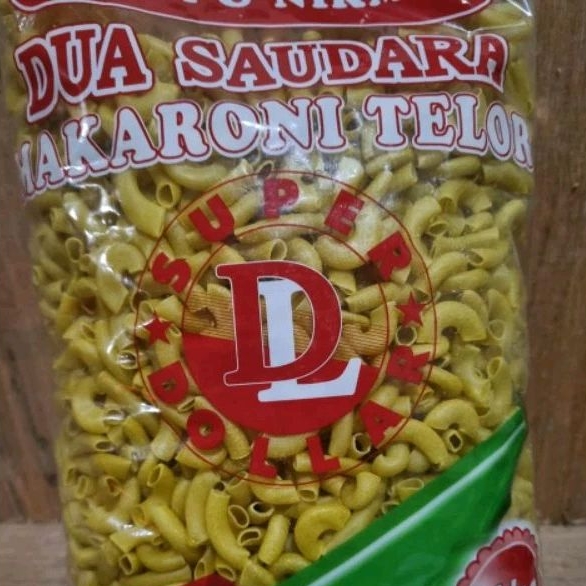 DUA SAUDARA
MAKARONI TELOR
SUPER
DL
DOLLAR